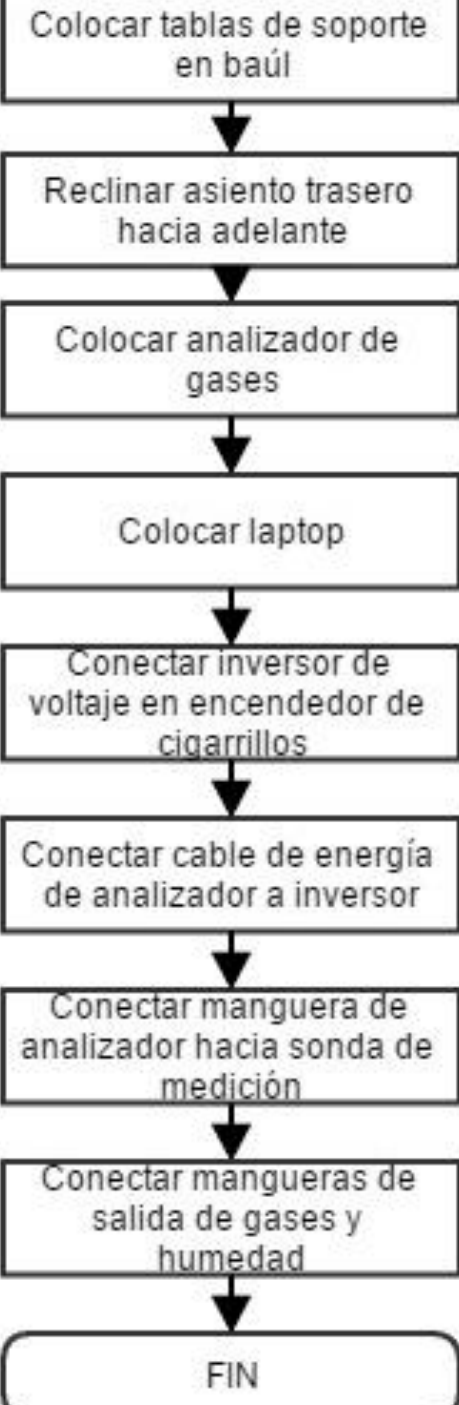 Colocar tablas de soporte
en baúl
Reclinar asiento trasero
hacia adelante
Colocar analizador de
gases
Colocar laptop
Conectar inversor de
voltaje en encendedor de
cigarrillos
Conectar cable de energía
de analizador a inversor
Conectar manguera de
analizador hacia sonda de
medición
Conectar mangueras de
salida de gases y
humedad
FIN